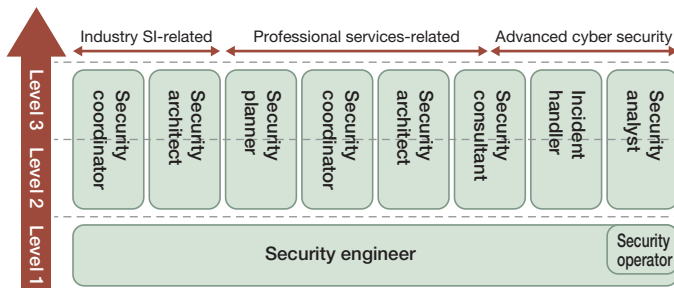 Industry SI-related
Professional services-related
Advanced cyber security
Level 3
Level 2
Level 1
Security
coordinator
Security
architect
Security
planner
Security
coordinator
Security
architect
Security
consultant
Incident
handler
Security
analyst
Security engineer
Security
operator